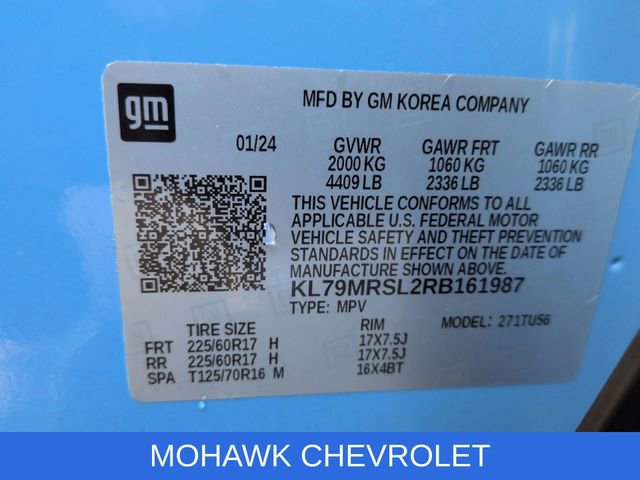 gm
MFD BY GM KOREA COMPANY
01/24 GVWR GAWR FRT GAWR RR
2000 KG 1060 KG 1060 KG
4409 LB 2336 LB 2336 LB
THIS VEHICLE CONFORMS TO ALL
APPLICABLE U.S. FEDERAL MOTOR
VEHICLE SAFETY AND THEFT PREVENTION
STANDARDS IN EFFECT ON THE DATE OF
MANUFACTURE SHOWN ABOVE.
KL79MRSL2RB161987
TYPE: MPV MODEL: 271TU56
TIRE SIZE RIM
FRT 225/60R17 H 17X7.5J
RR 225/60R17 H 17X7.5J
SPA T125/70R16 M 16X4BT
MOHAWK CHEVROLET